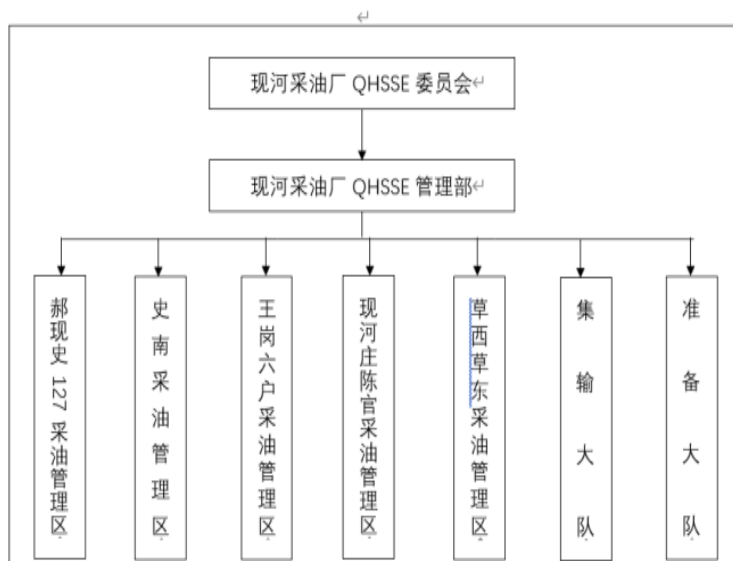 现河采油厂 QHSSE 委员会
现河采油厂 QHSSE 管理部
郝现史 127 采油管理区
史南采油管理区
王岗六户采油管理区
现河庄陈官采油管理区
草西草东采油管理区
集输大队
准备大队